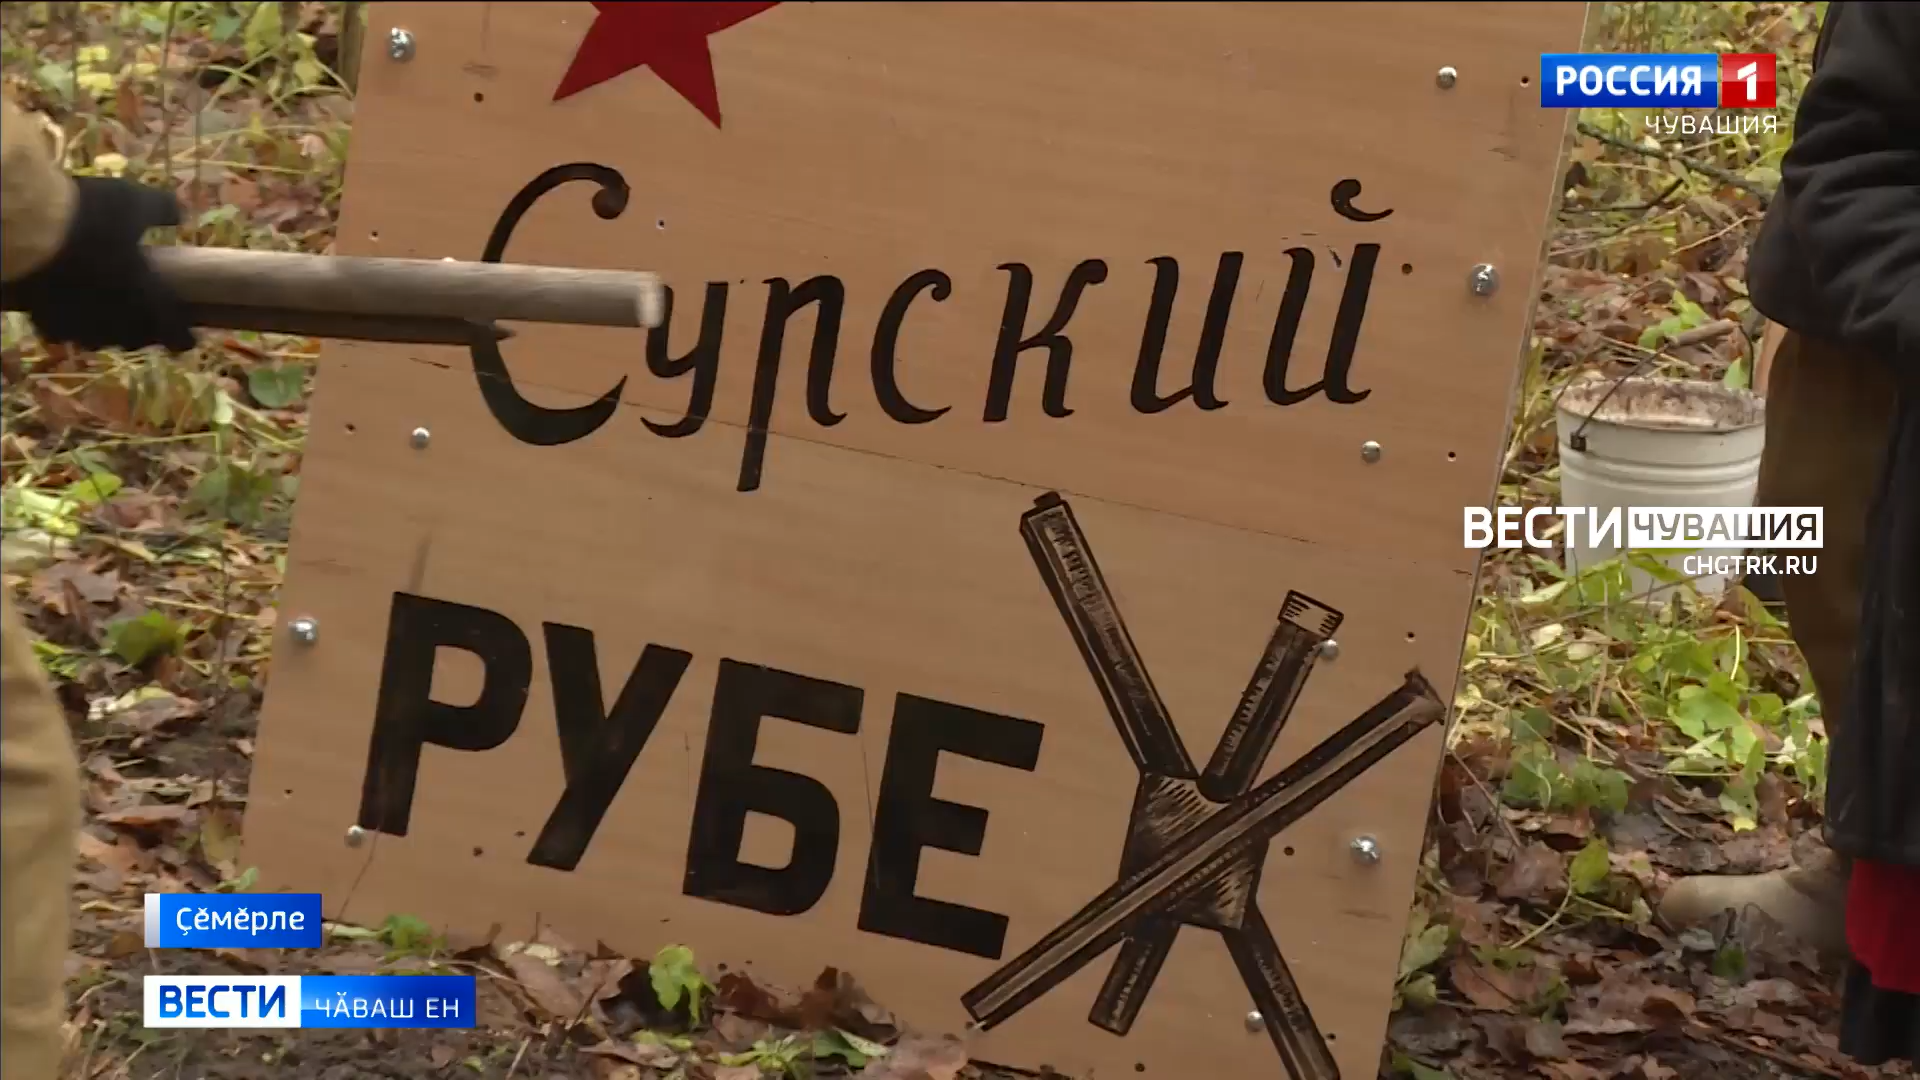 РОССИЯ 1
ЧУВАШИЯ
Сурский
РУБЕЖ
ВЕСТИ ЧУВАШИЯ
CHGTRK.RU
Ҫӗмӗрле
ВЕСТИ ЧӐВАШ ЕН